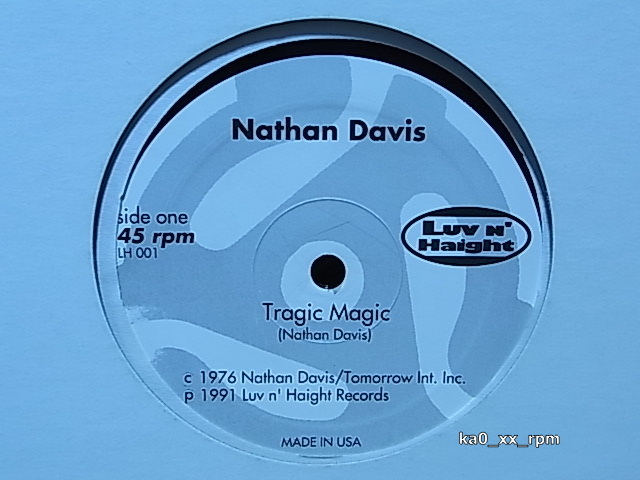 Nathan Davis
side one
45 rpm
LH 001
Luv n'
Haight
Tragic Magic
(Nathan Davis)
c 1976 Nathan Davis/Tomorrow Int. Inc.
p 1991 Luv n' Haight Records
MADE IN USA
ka0_xx_rpm